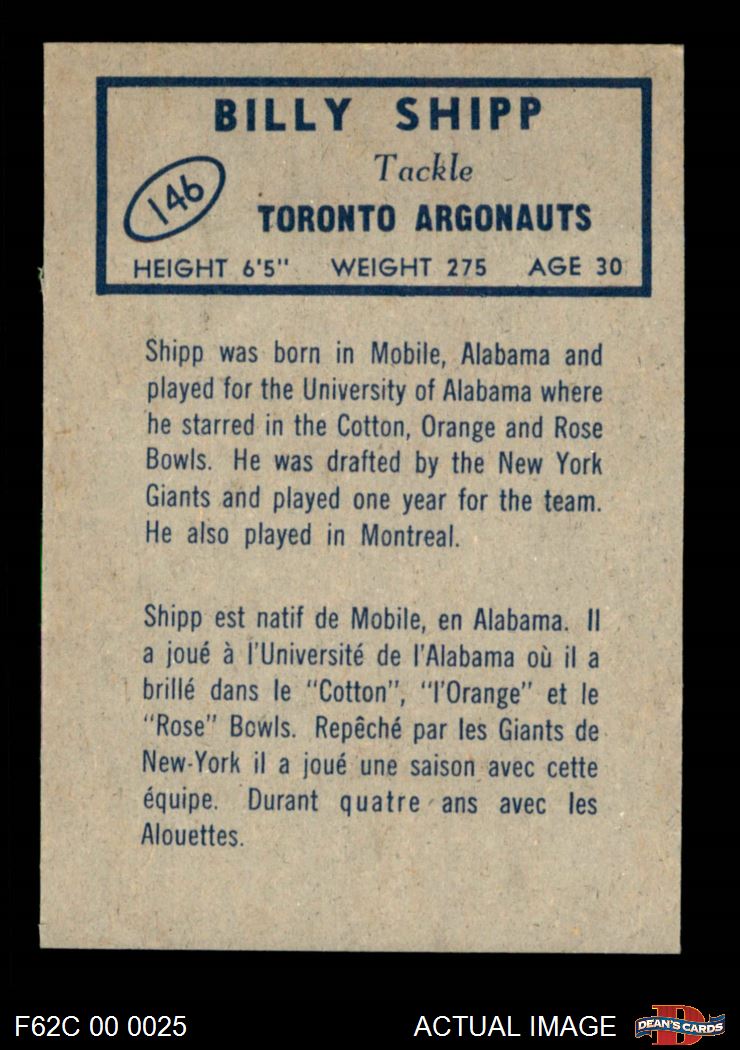 BILLY SHIPP
Tackle
146
TORONTO ARGONAUTS
HEIGHT 6'5" WEIGHT 275 AGE 30
Shipp was born in Mobile, Alabama and
played for the University of Alabama where
he starred in the Cotton, Orange and Rose
Bowls. He was drafted by the New York
Giants and played one year for the team.
He also played in Montreal.
Shipp est natif de Mobile, en Alabama. Il
a joué à l'Université de l'Alabama où il a
brillé dans le "Cotton", "l'Orange" et le
"Rose" Bowls. Repêché par les Giants de
New-York il a joué une saison avec cette
équipe. Durant quatre ans avec les
Alouettes.
F62C 00 0025 ACTUAL IMAGE
D
DEAN'S CARDS